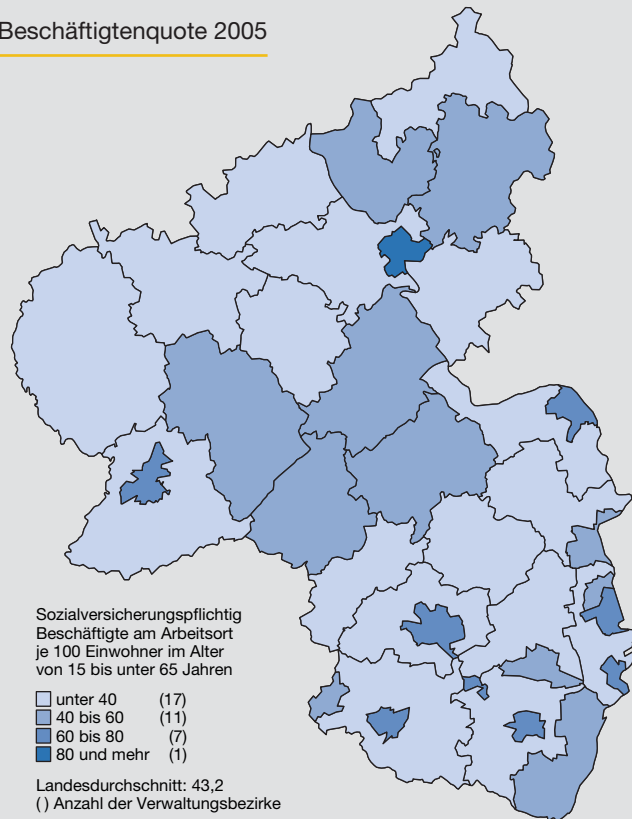 Beschäftigtenquote 2005
Sozialversicherungspflichtig
Beschäftigte am Arbeitsort
je 100 Einwohner im Alter
von 15 bis unter 65 Jahren
unter 40 (17)
40 bis 60 (11)
60 bis 80 (7)
80 und mehr (1)
Landesdurchschnitt: 43,2
( ) Anzahl der Verwaltungsbezirke